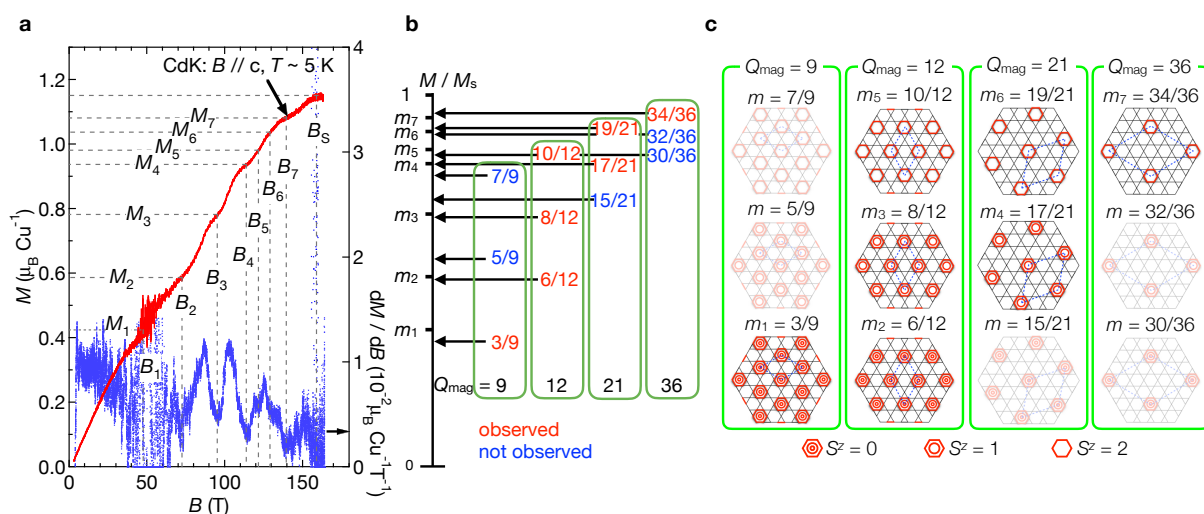 a
CdK: B // c, T ~ 5 K
M (μB Cu⁻¹)
1.2
1.0
0.8
0.6
0.4
0.2
0.0
M7
M6
M5
M4
M3
M2
M1
BS
B7
B6
B5
B4
B3
B2
B1
4
3
2
1
0
dM / dB (10⁻² μB Cu⁻¹T⁻¹)
0 50 100 150
B (T)
b
M / Ms
1
m7
m6
m5
m4
m3
m2
m1
0
34/36
19/21
32/36
10/12
30/36
17/21
7/9
15/21
8/12
5/9
6/12
3/9
Qmag = 9 12 21 36
observed
not observed
c
Qmag = 9 Qmag = 12 Qmag = 21 Qmag = 36
m = 7/9 m5 = 10/12 m6 = 19/21 m7 = 34/36
m = 5/9 m3 = 8/12 m4 = 17/21 m = 32/36
m1 = 3/9 m2 = 6/12 m = 15/21 m = 30/36
Sᶻ = 0 Sᶻ = 1 Sᶻ = 2